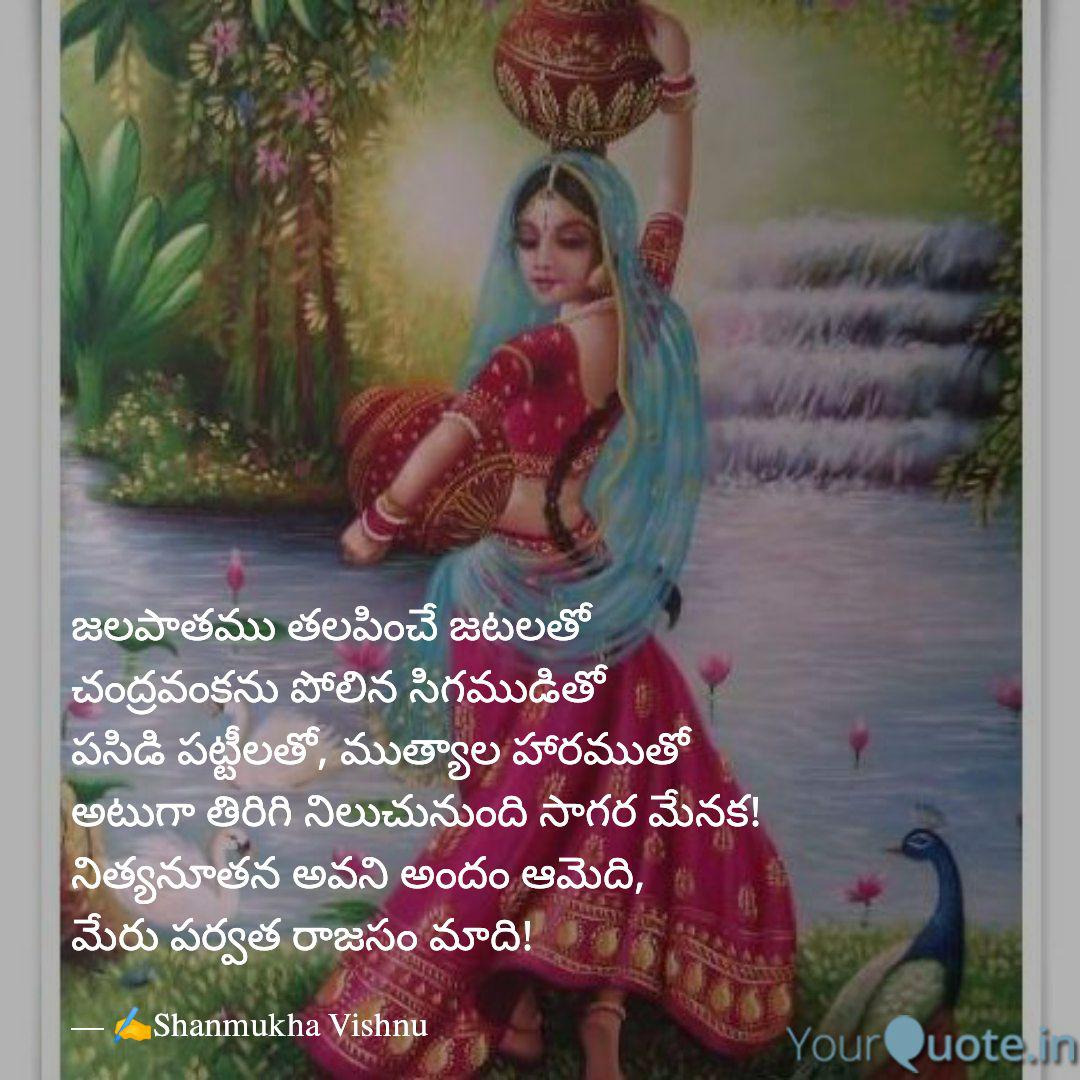 జలపాతము తలపించే జటలతో
చంద్రవంకను పోలిన సిగముడితో
పసిడి పట్టీలతో, ముత్యాల హారముతో
అటుగా తిరిగి నిలుచునుంది సాగర మేనక!
నిత్యనూతన అవని అందం ఆమెది,
మేరు పర్వత రాజసం మాది!
— ✍️Shanmukha Vishnu
YourQuote.in